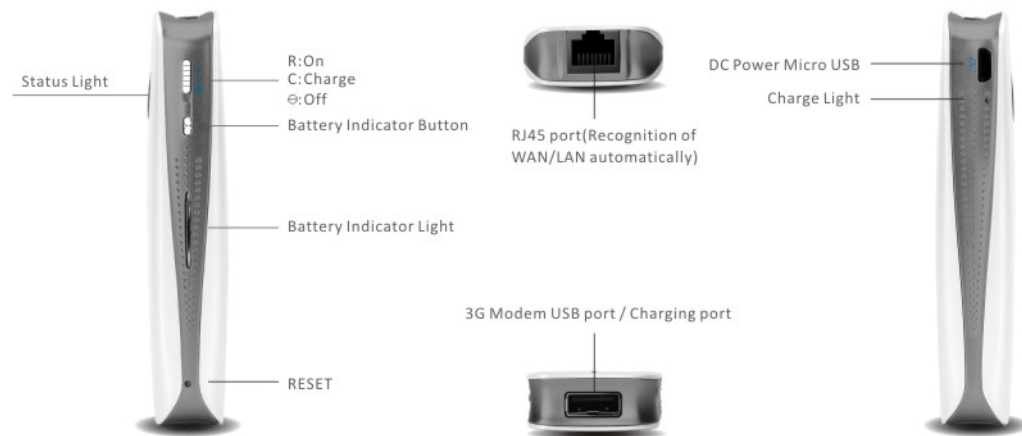 Status Light
R:On
C:Charge
⊖:Off
Battery Indicator Button
Battery Indicator Light
RESET
RJ45 port(Recognition of
WAN/LAN automatically)
3G Modem USB port / Charging port
DC Power Micro USB
Charge Light